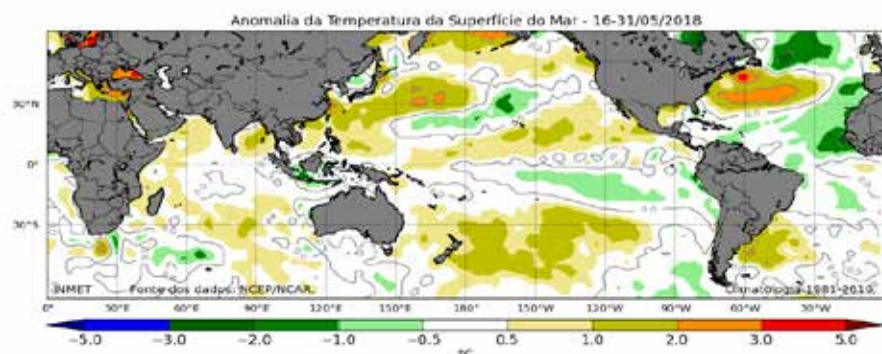 Anomalia da Temperatura da Superfície do Mar - 16-31/05/2018
30°N
0°
30°S
INMET Fonte dos dados: NCEP/NCAR. Climatologia 1981-2010
0° 30°E 60°E 90°E 120°E 150°E 180° 150°W 120°W 90°W 60°W 30°W
−5.0 −3.0 −2.0 −1.0 −0.5 0.5 1.0 2.0 3.0 5.0
°C